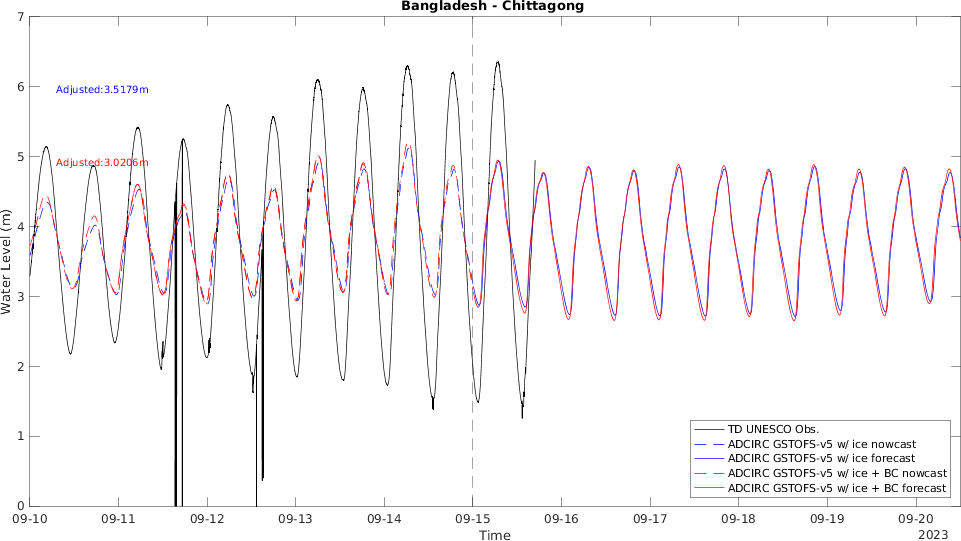 Bangladesh - Chittagong
7
6
5
4
3
2
1
0
Water Level (m)
Adjusted:3.5179m
Adjusted:3.0206m
TD UNESCO Obs.
ADCIRC GSTOFS-v5 w/ ice nowcast
ADCIRC GSTOFS-v5 w/ ice forecast
ADCIRC GSTOFS-v5 w/ ice + BC nowcast
ADCIRC GSTOFS-v5 w/ ice + BC forecast
09-10 09-11 09-12 09-13 09-14 09-15 09-16 09-17 09-18 09-19 09-20
Time
2023